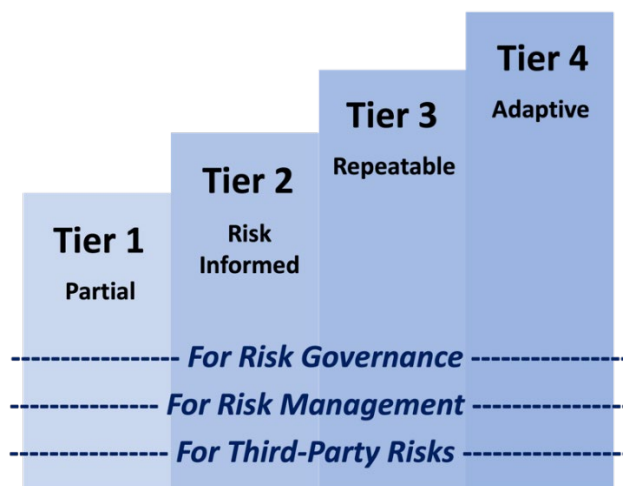 Tier 1
Partial
Tier 2
Risk
Informed
Tier 3
Repeatable
Tier 4
Adaptive
For Risk Governance
For Risk Management
For Third-Party Risks